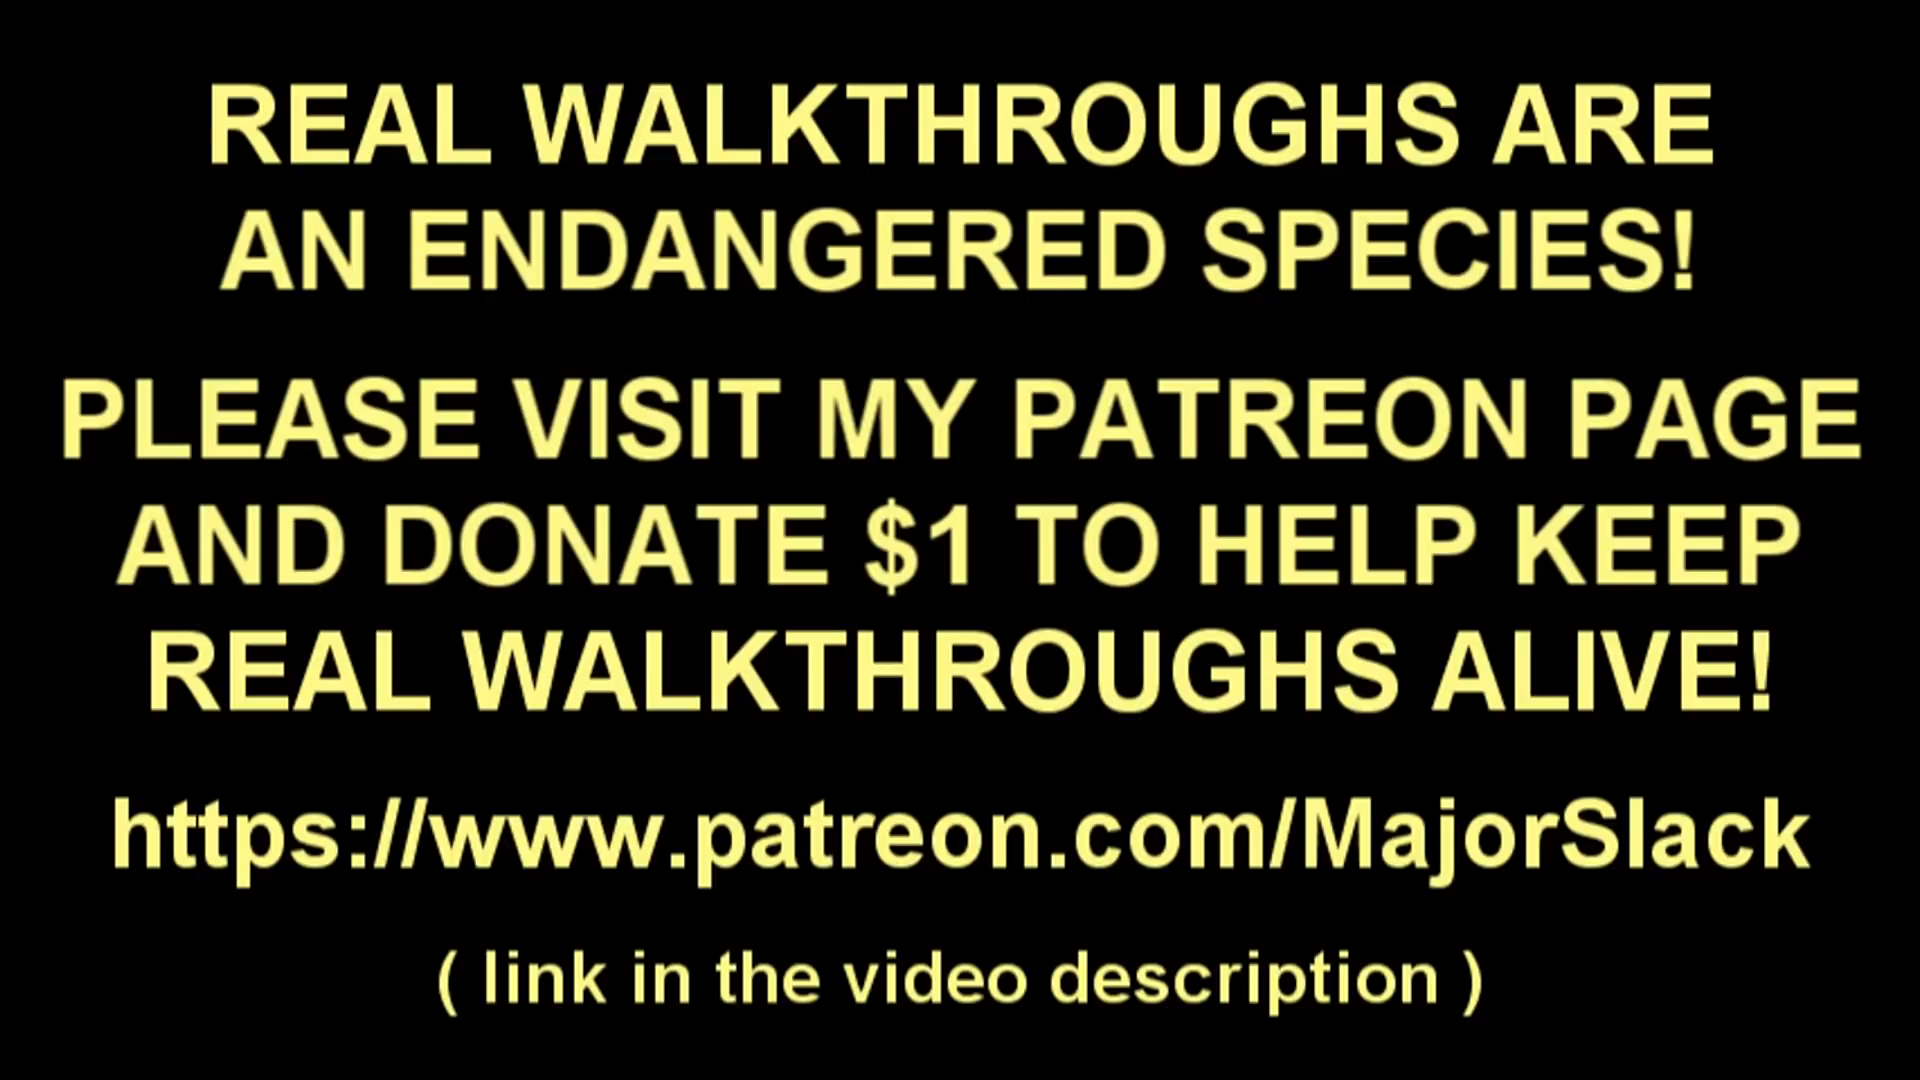 REAL WALKTHROUGHS ARE
AN ENDANGERED SPECIES!
PLEASE VISIT MY PATREON PAGE
AND DONATE $1 TO HELP KEEP
REAL WALKTHROUGHS ALIVE!
https://www.patreon.com/MajorSlack
( link in the video description )